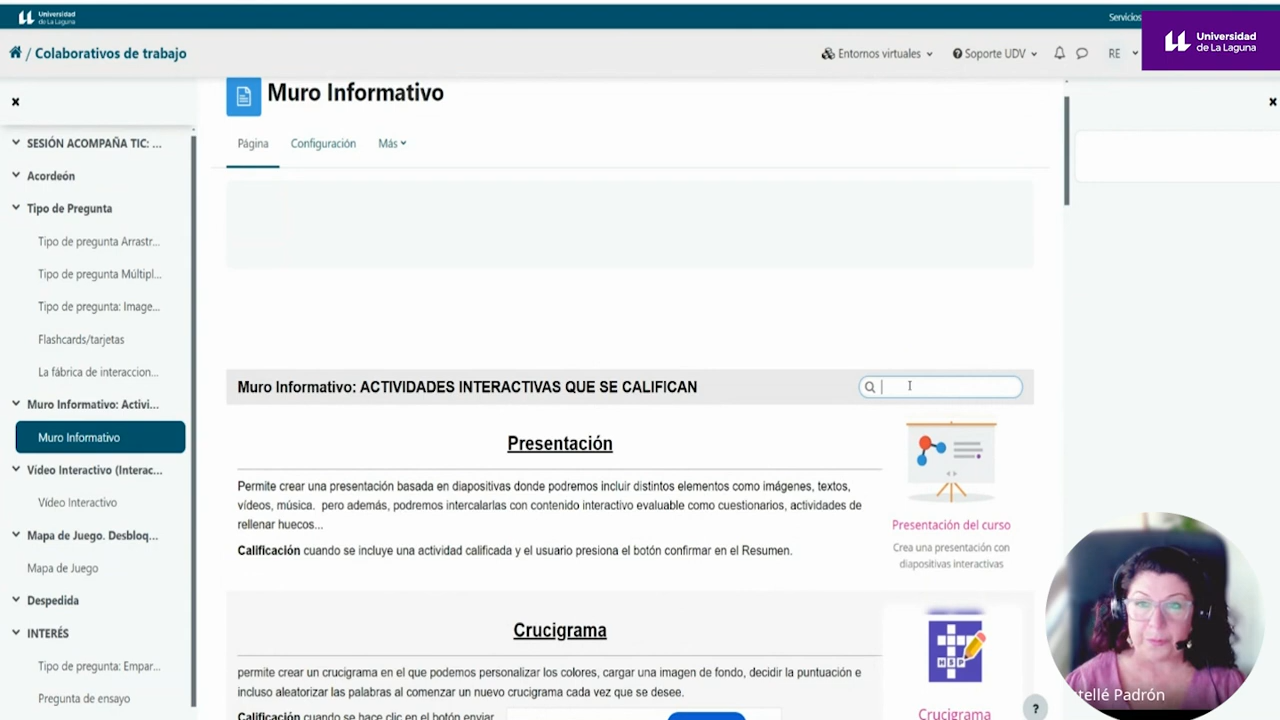 Universidad
de La Laguna
Servicios
Universidad
de La Laguna
/ Colaborativos de trabajo
Entornos virtuales
Soporte UDV
RE
Muro Informativo
Página
Configuración
Más
SESIÓN ACOMPAÑA TIC: ...
Acordeón
Tipo de Pregunta
Tipo de pregunta Arrastr...
Tipo de pregunta Múltipl...
Tipo de pregunta: Image...
Flashcards/tarjetas
La fábrica de interaccion...
Muro Informativo: Activi...
Muro Informativo
Vídeo Interactivo (Interac...
Vídeo Interactivo
Mapa de Juego. Desbloq...
Mapa de Juego
Despedida
INTERÉS
Tipo de pregunta: Empar...
Pregunta de ensayo
Muro Informativo: ACTIVIDADES INTERACTIVAS QUE SE CALIFICAN
Presentación
Permite crear una presentación basada en diapositivas donde podremos incluir distintos elementos como imágenes, textos,
vídeos, música. pero además, podremos intercalarlas con contenido interactivo evaluable como cuestionarios, actividades de
rellenar huecos...
Calificación cuando se incluye una actividad calificada y el usuario presiona el botón confirmar en el Resumen.
Presentación del curso
Crea una presentación con
diapositivas interactivas
Crucigrama
permite crear un crucigrama en el que podemos personalizar los colores, cargar una imagen de fondo, decidir la puntuación e
incluso aleatorizar las palabras al comenzar un nuevo crucigrama cada vez que se desee.
Calificación cuando se hace clic en el botón enviar
H5P
Crucigrama
?
tellé Padrón